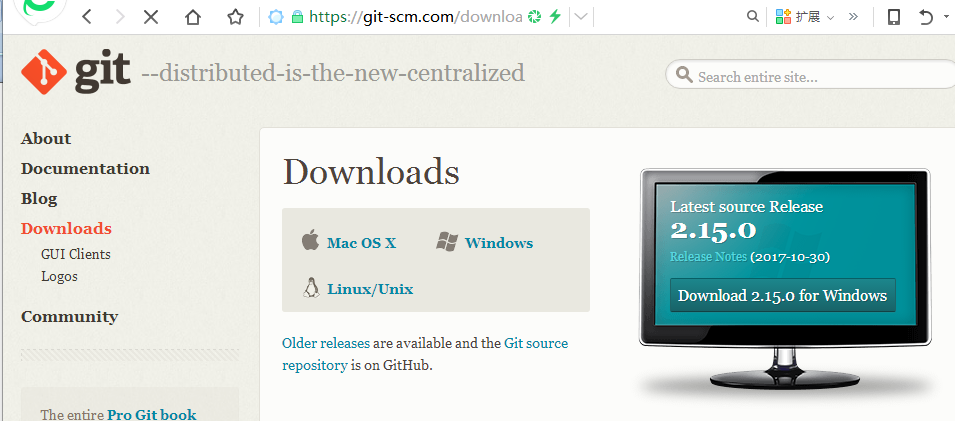 https://git-scm.com/downloa
扩展
git --distributed-is-the-new-centralized
Search entire site...
About
Documentation
Blog
Downloads
GUI Clients
Logos
Community
The entire Pro Git book
Downloads
Mac OS X
Windows
Linux/Unix
Older releases are available and the Git source
repository is on GitHub.
Latest source Release
2.15.0
Release Notes (2017-10-30)
Download 2.15.0 for Windows